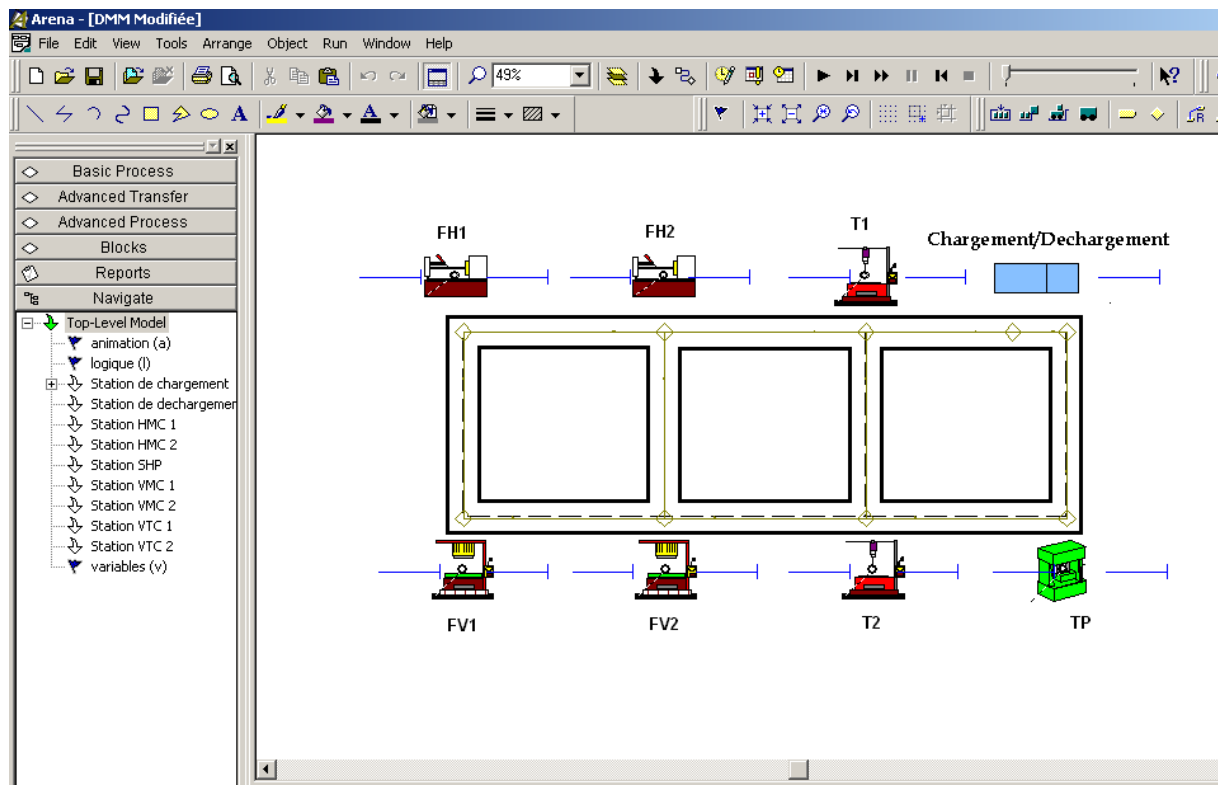 Arena - [DMM Modifiée]
File Edit View Tools Arrange Object Run Window Help
49%
A A
Basic Process
Advanced Transfer
Advanced Process
Blocks
Reports
Navigate
Top-Level Model
animation (a)
logique (l)
Station de chargement
Station de dechargemer
Station HMC 1
Station HMC 2
Station SHP
Station VMC 1
Station VMC 2
Station VTC 1
Station VTC 2
variables (v)
FH1 FH2 T1 Chargement/Dechargement
FV1 FV2 T2 TP